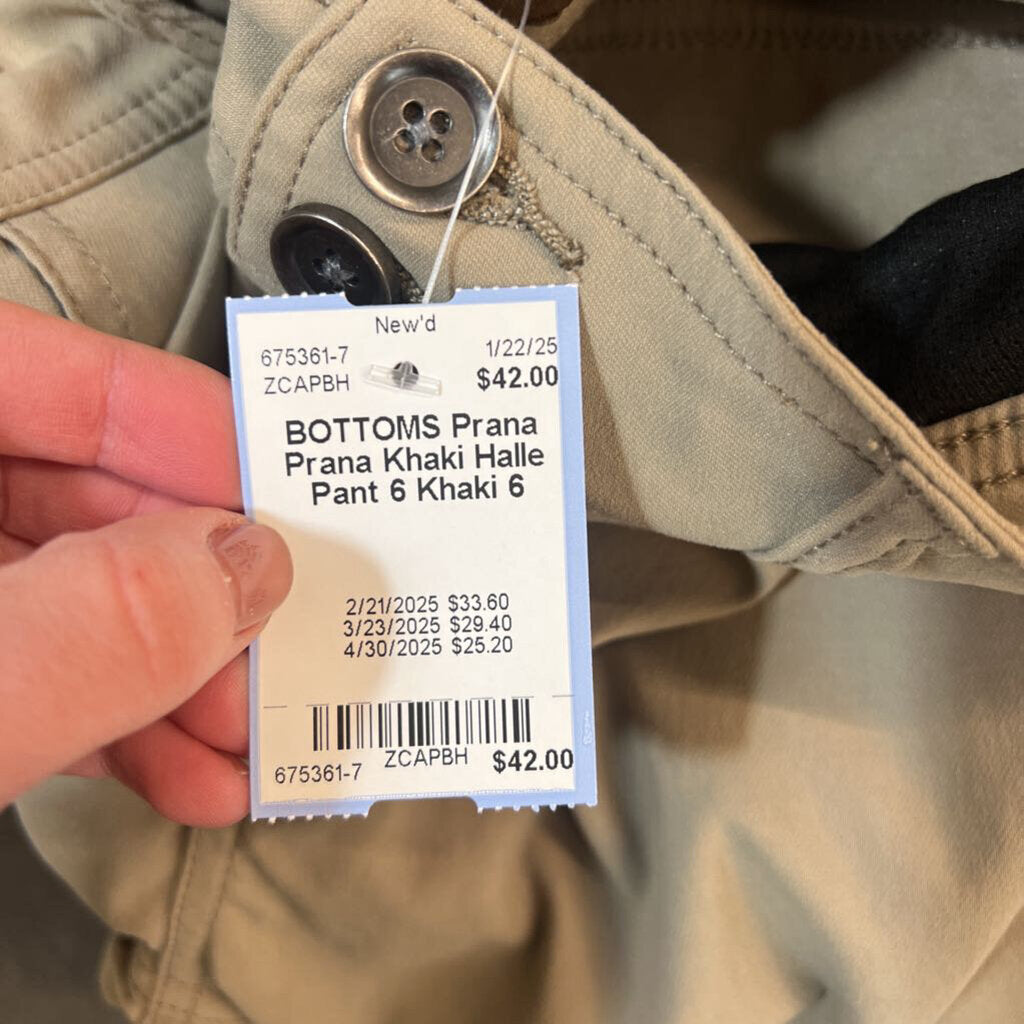 New'd
675361-7 1/22/25
ZCAPBH $42.00
BOTTOMS Prana
Prana Khaki Halle
Pant 6 Khaki 6
2/21/2025 $33.60
3/23/2025 $29.40
4/30/2025 $25.20
675361-7 ZCAPBH $42.00